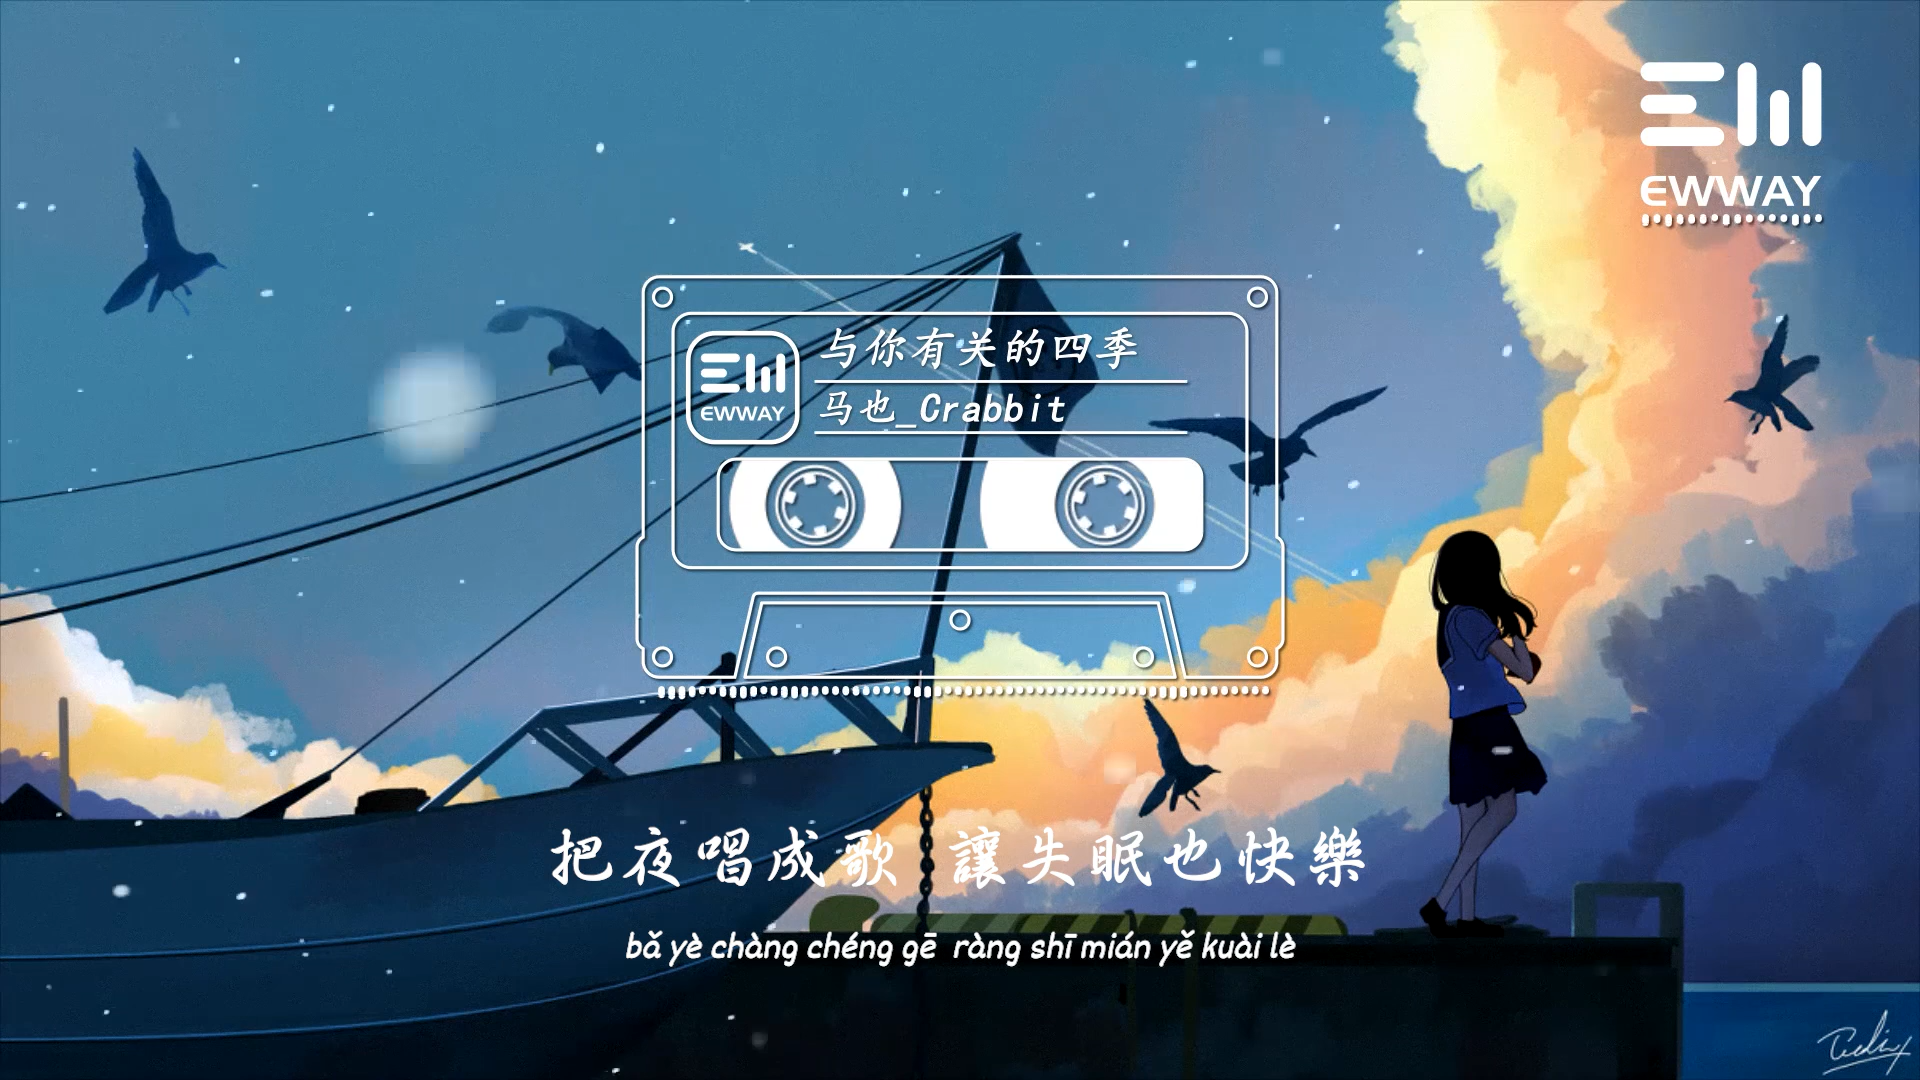 EWWAY
EWWAY
与你有关的四季
马也_Crabbit
把夜唱成歌 讓失眠也快樂
bǎ yè chàng chéng gē ràng shī mián yě kuài lè